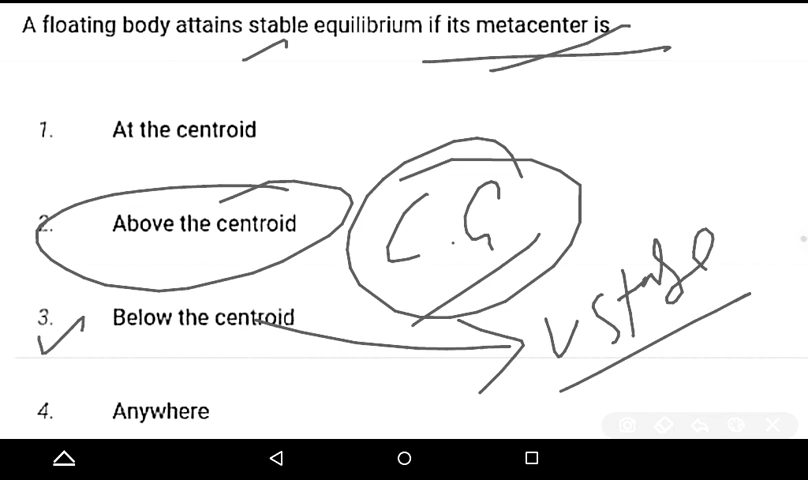 A floating body attains stable equilibrium if its metacenter is
1. At the centroid
2. Above the centroid
C.G
3. Below the centroid
4. Anywhere